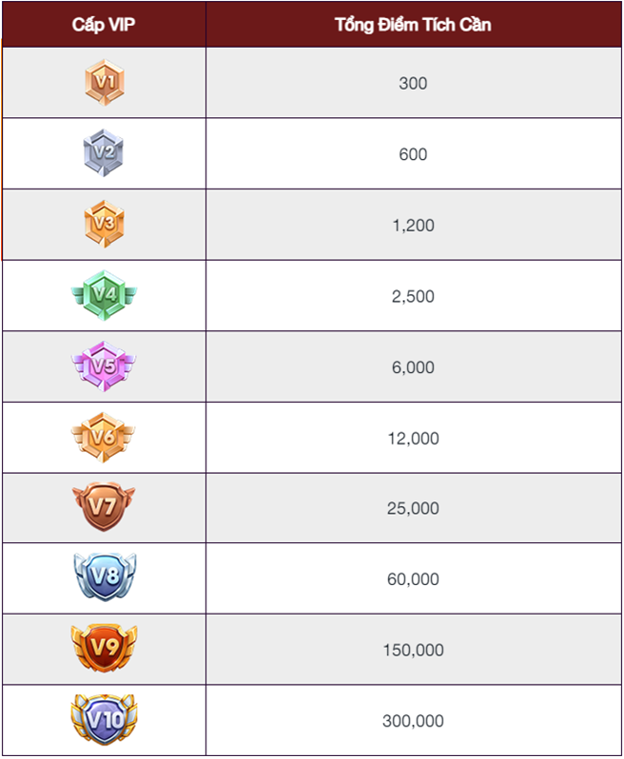 Cấp VIP Tổng Điểm Tích Cần
V1 300
V2 600
V3 1,200
V4 2,500
V5 6,000
V6 12,000
V7 25,000
V8 60,000
V9 150,000
V10 300,000